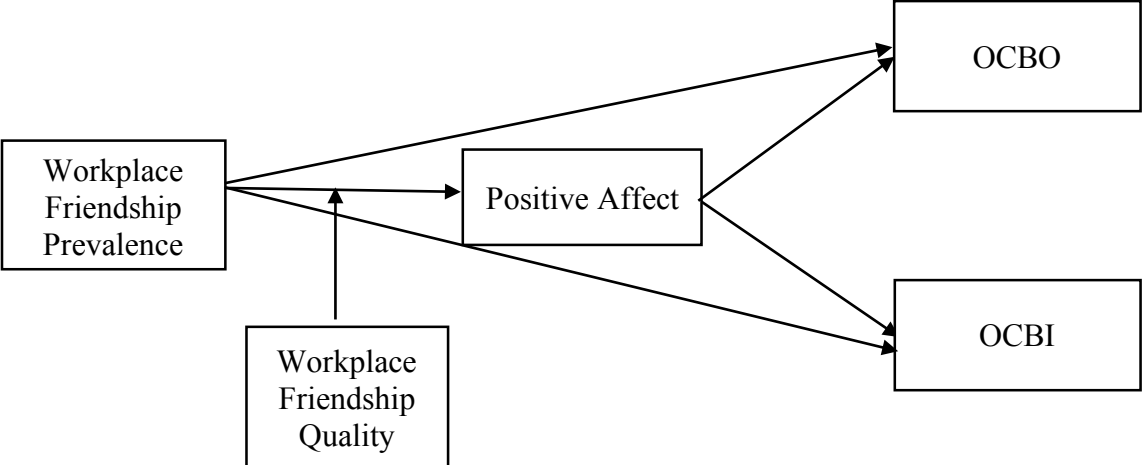 OCBO
Workplace
Friendship
Prevalence
Positive Affect
OCBI
Workplace
Friendship
Quality